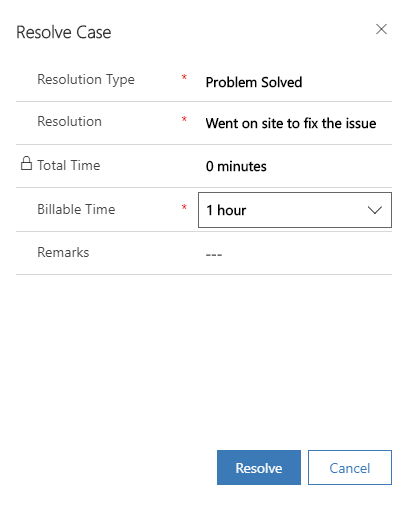 Resolve Case
Resolution Type * Problem Solved
Resolution * Went on site to fix the issue
Total Time 0 minutes
Billable Time * 1 hour
Remarks ---
Resolve Cancel